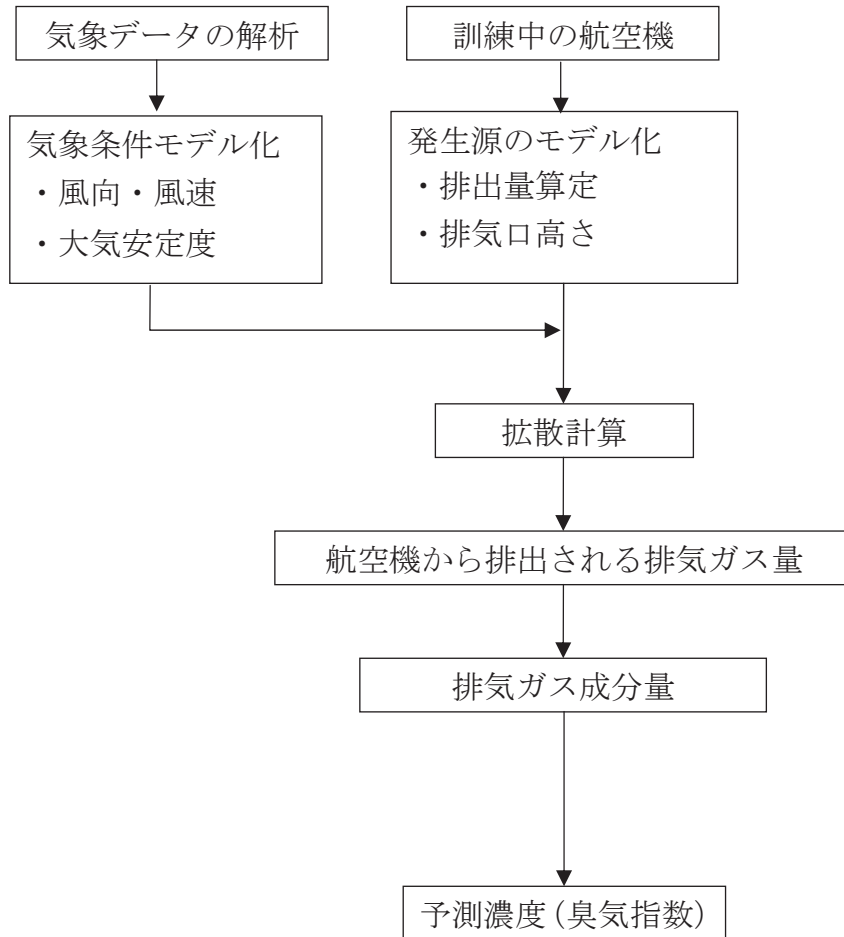 気象データの解析
訓練中の航空機
気象条件モデル化
・風向・風速
・大気安定度
発生源のモデル化
・排出量算定
・排気口高さ
拡散計算
航空機から排出される排気ガス量
排気ガス成分量
予測濃度(臭気指数)